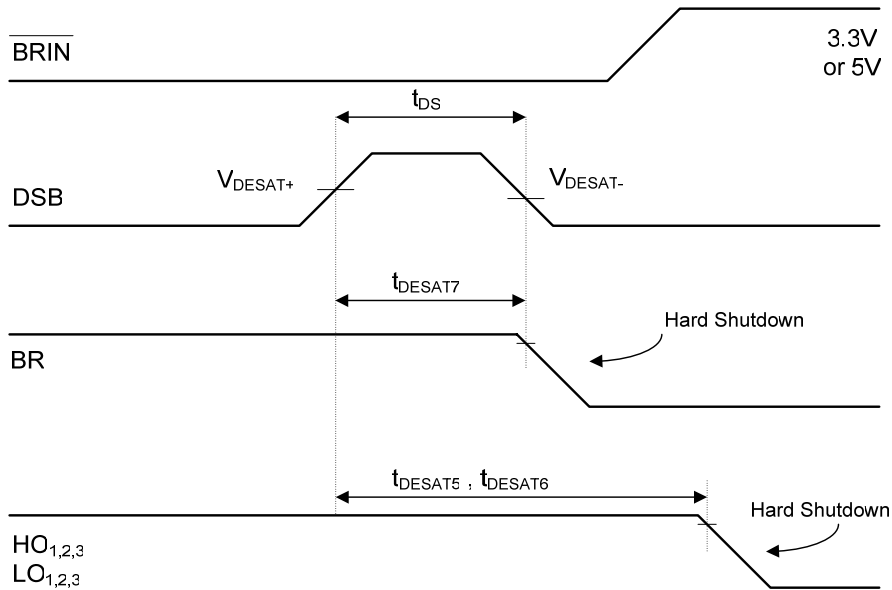 BRIN
3.3V
or 5V
tDS
VDESAT+
VDESAT-
DSB
tDESAT7
Hard Shutdown
BR
tDESAT5 , tDESAT6
Hard Shutdown
HO1,2,3
LO1,2,3